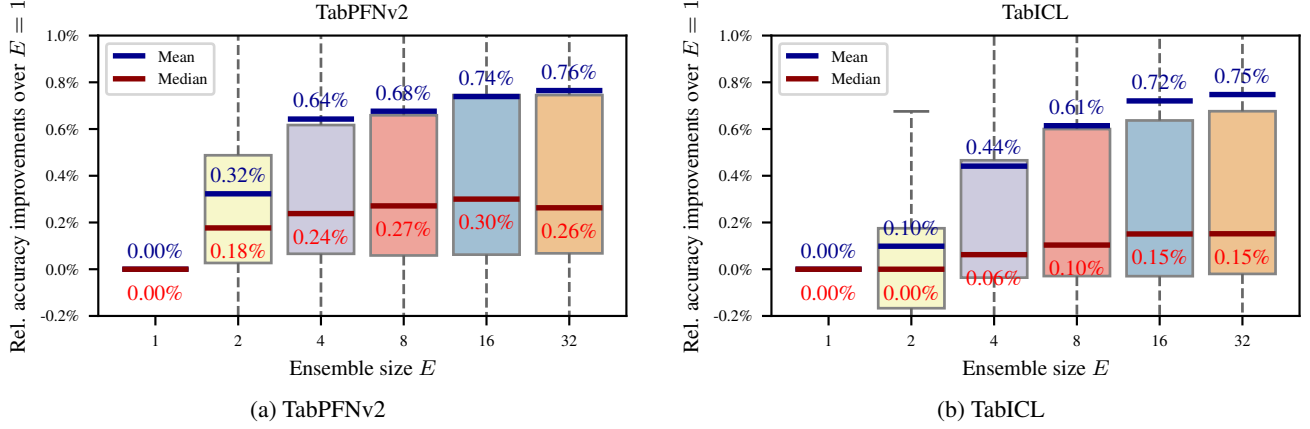 TabPFNv2
Rel. accuracy improvements over E = 1
1.0%
0.8%
0.6%
0.4%
0.2%
0.0%
-0.2%
Mean
Median
0.00%
0.32%
0.64%
0.68%
0.74%
0.76%
0.00%
0.18%
0.24%
0.27%
0.30%
0.26%
1 2 4 8 16 32
Ensemble size E
(a) TabPFNv2
TabICL
Rel. accuracy improvements over E = 1
1.0%
0.8%
0.6%
0.4%
0.2%
0.0%
-0.2%
Mean
Median
0.00%
0.10%
0.44%
0.61%
0.72%
0.75%
0.00%
0.00%
0.06%
0.10%
0.15%
0.15%
1 2 4 8 16 32
Ensemble size E
(b) TabICL